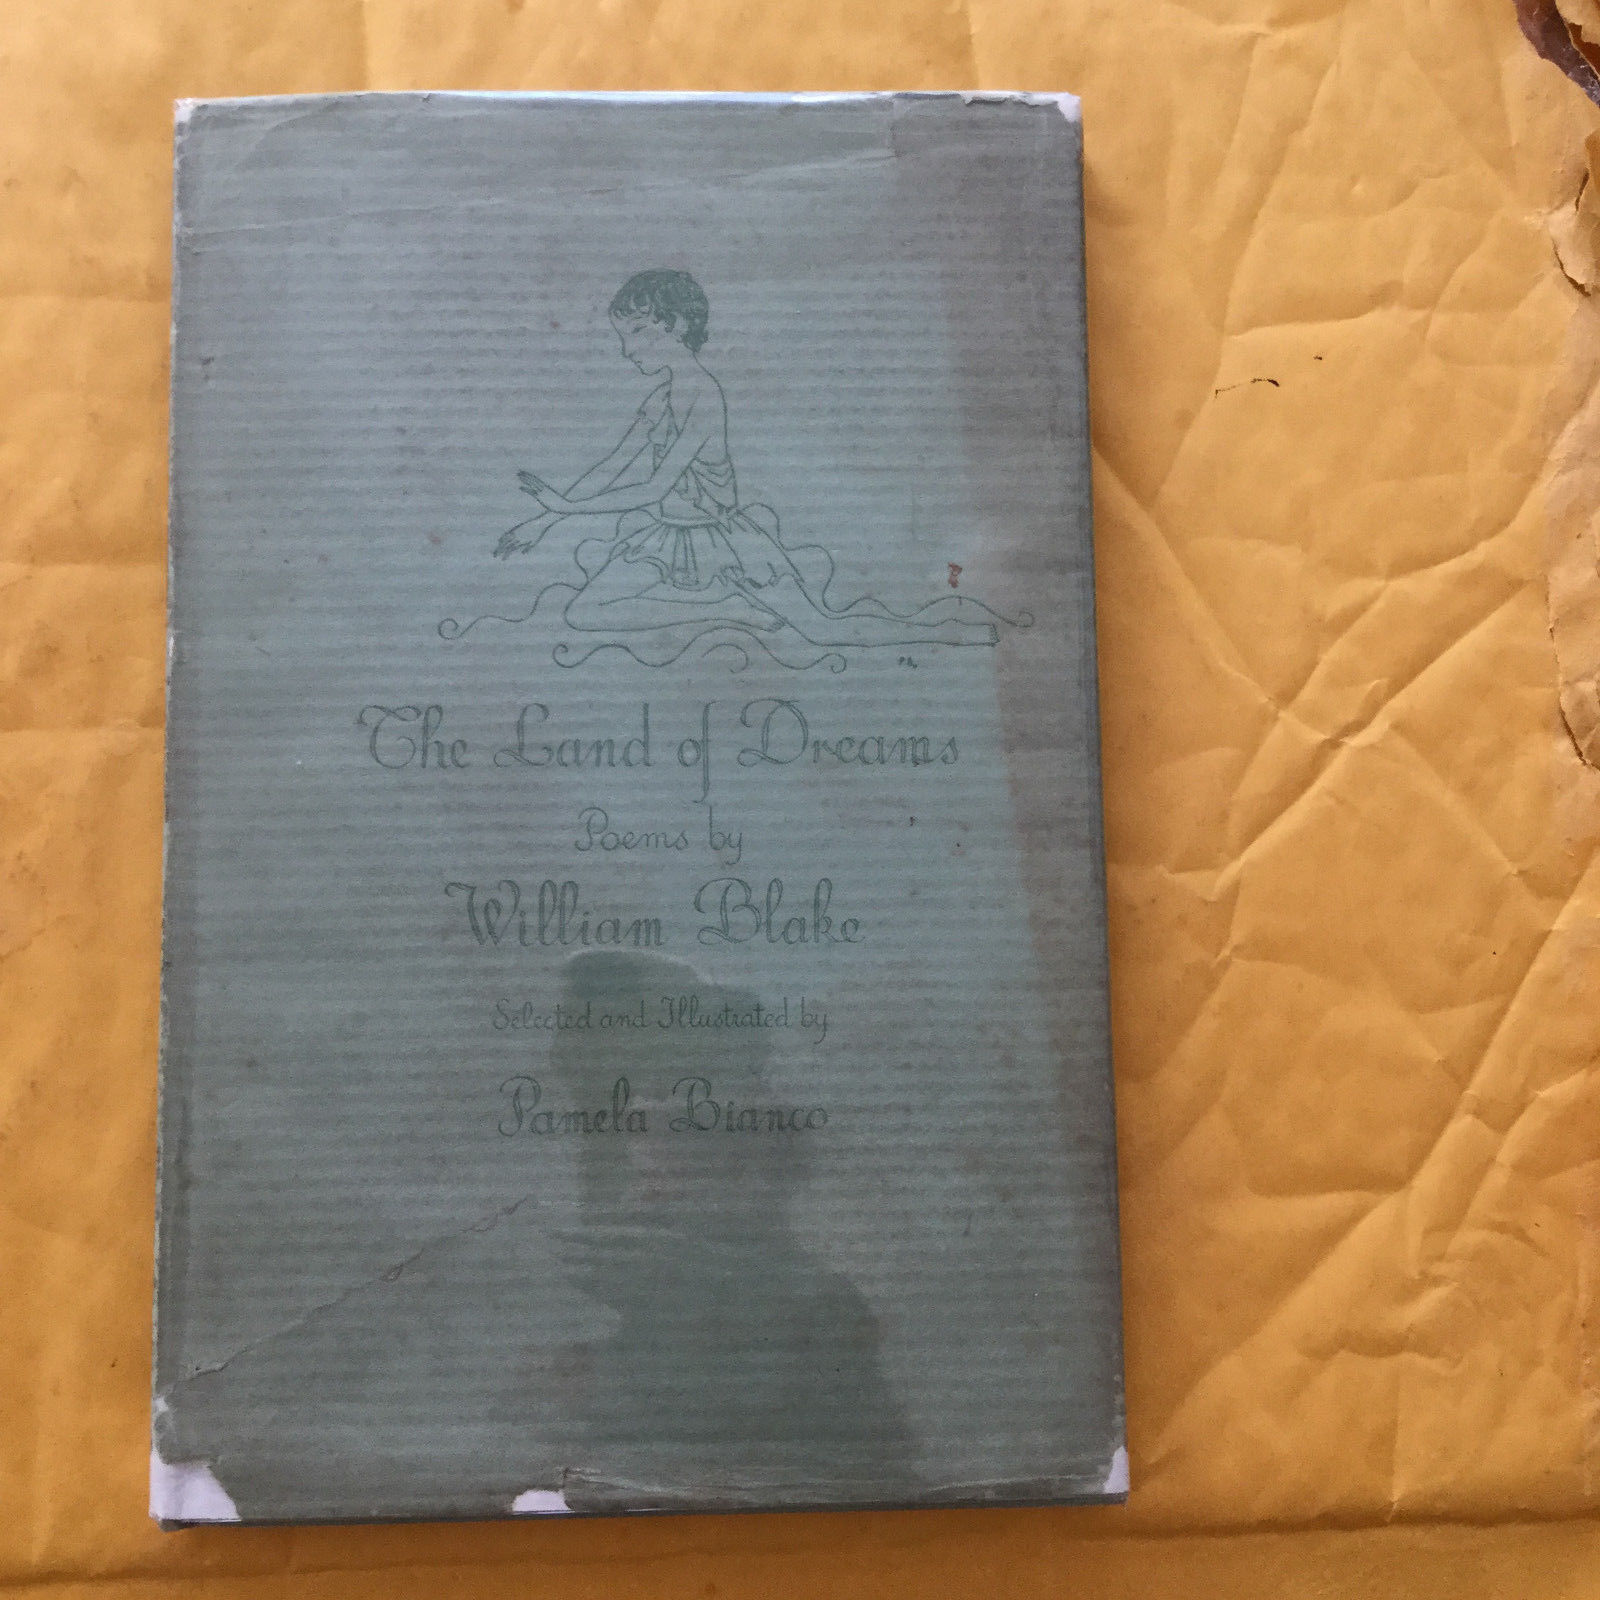 The Land of Dreams
Poems by
William Blake
Selected and Illustrated by
Pamela Bianco